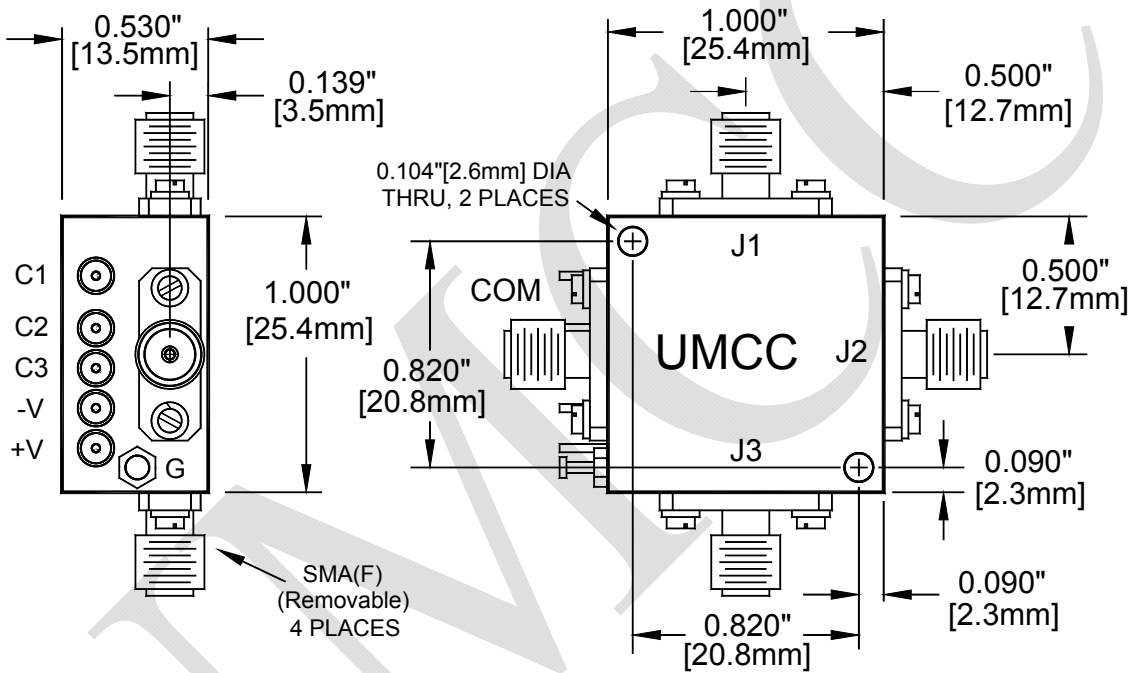 0.530"
[13.5mm]
0.139"
[3.5mm]
C1
C2
C3
-V
+V
G
1.000"
[25.4mm]
SMA(F)
(Removable)
4 PLACES
1.000"
[25.4mm]
0.500"
[12.7mm]
0.104"[2.6mm] DIA
THRU, 2 PLACES
J1
COM
UMCC
J2
J3
0.500"
[12.7mm]
0.820"
[20.8mm]
0.090"
[2.3mm]
0.090"
[2.3mm]
0.820"
[20.8mm]
UMCC